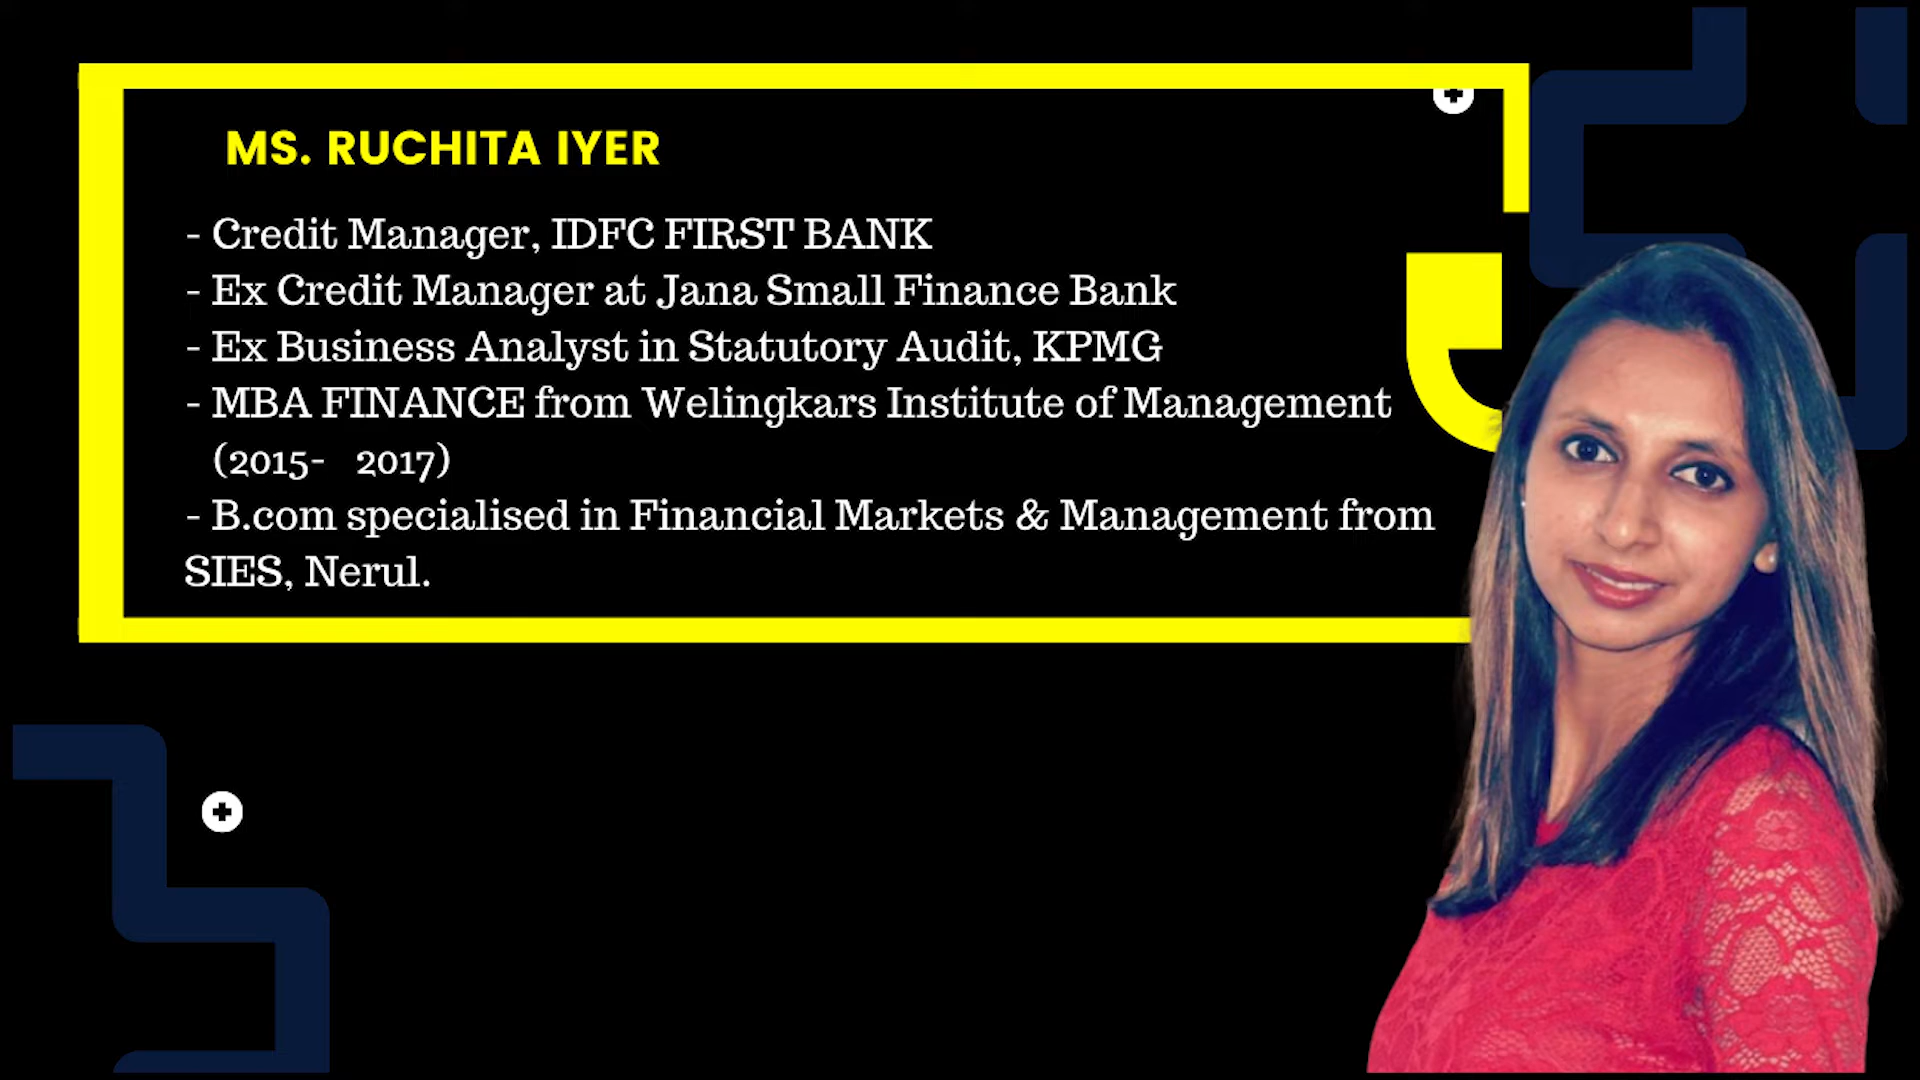 MS. RUCHITA IYER
- Credit Manager, IDFC FIRST BANK
- Ex Credit Manager at Jana Small Finance Bank
- Ex Business Analyst in Statutory Audit, KPMG
- MBA FINANCE from Welingkars Institute of Management
(2015- 2017)
- B.com specialised in Financial Markets & Management from
SIES, Nerul.